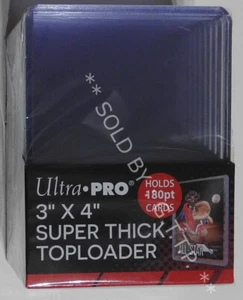 ** SOLD BY
Ultra•PRO®
HOLDS
180pt
CARDS
3" X 4"
SUPER THICK
TOPLOADER